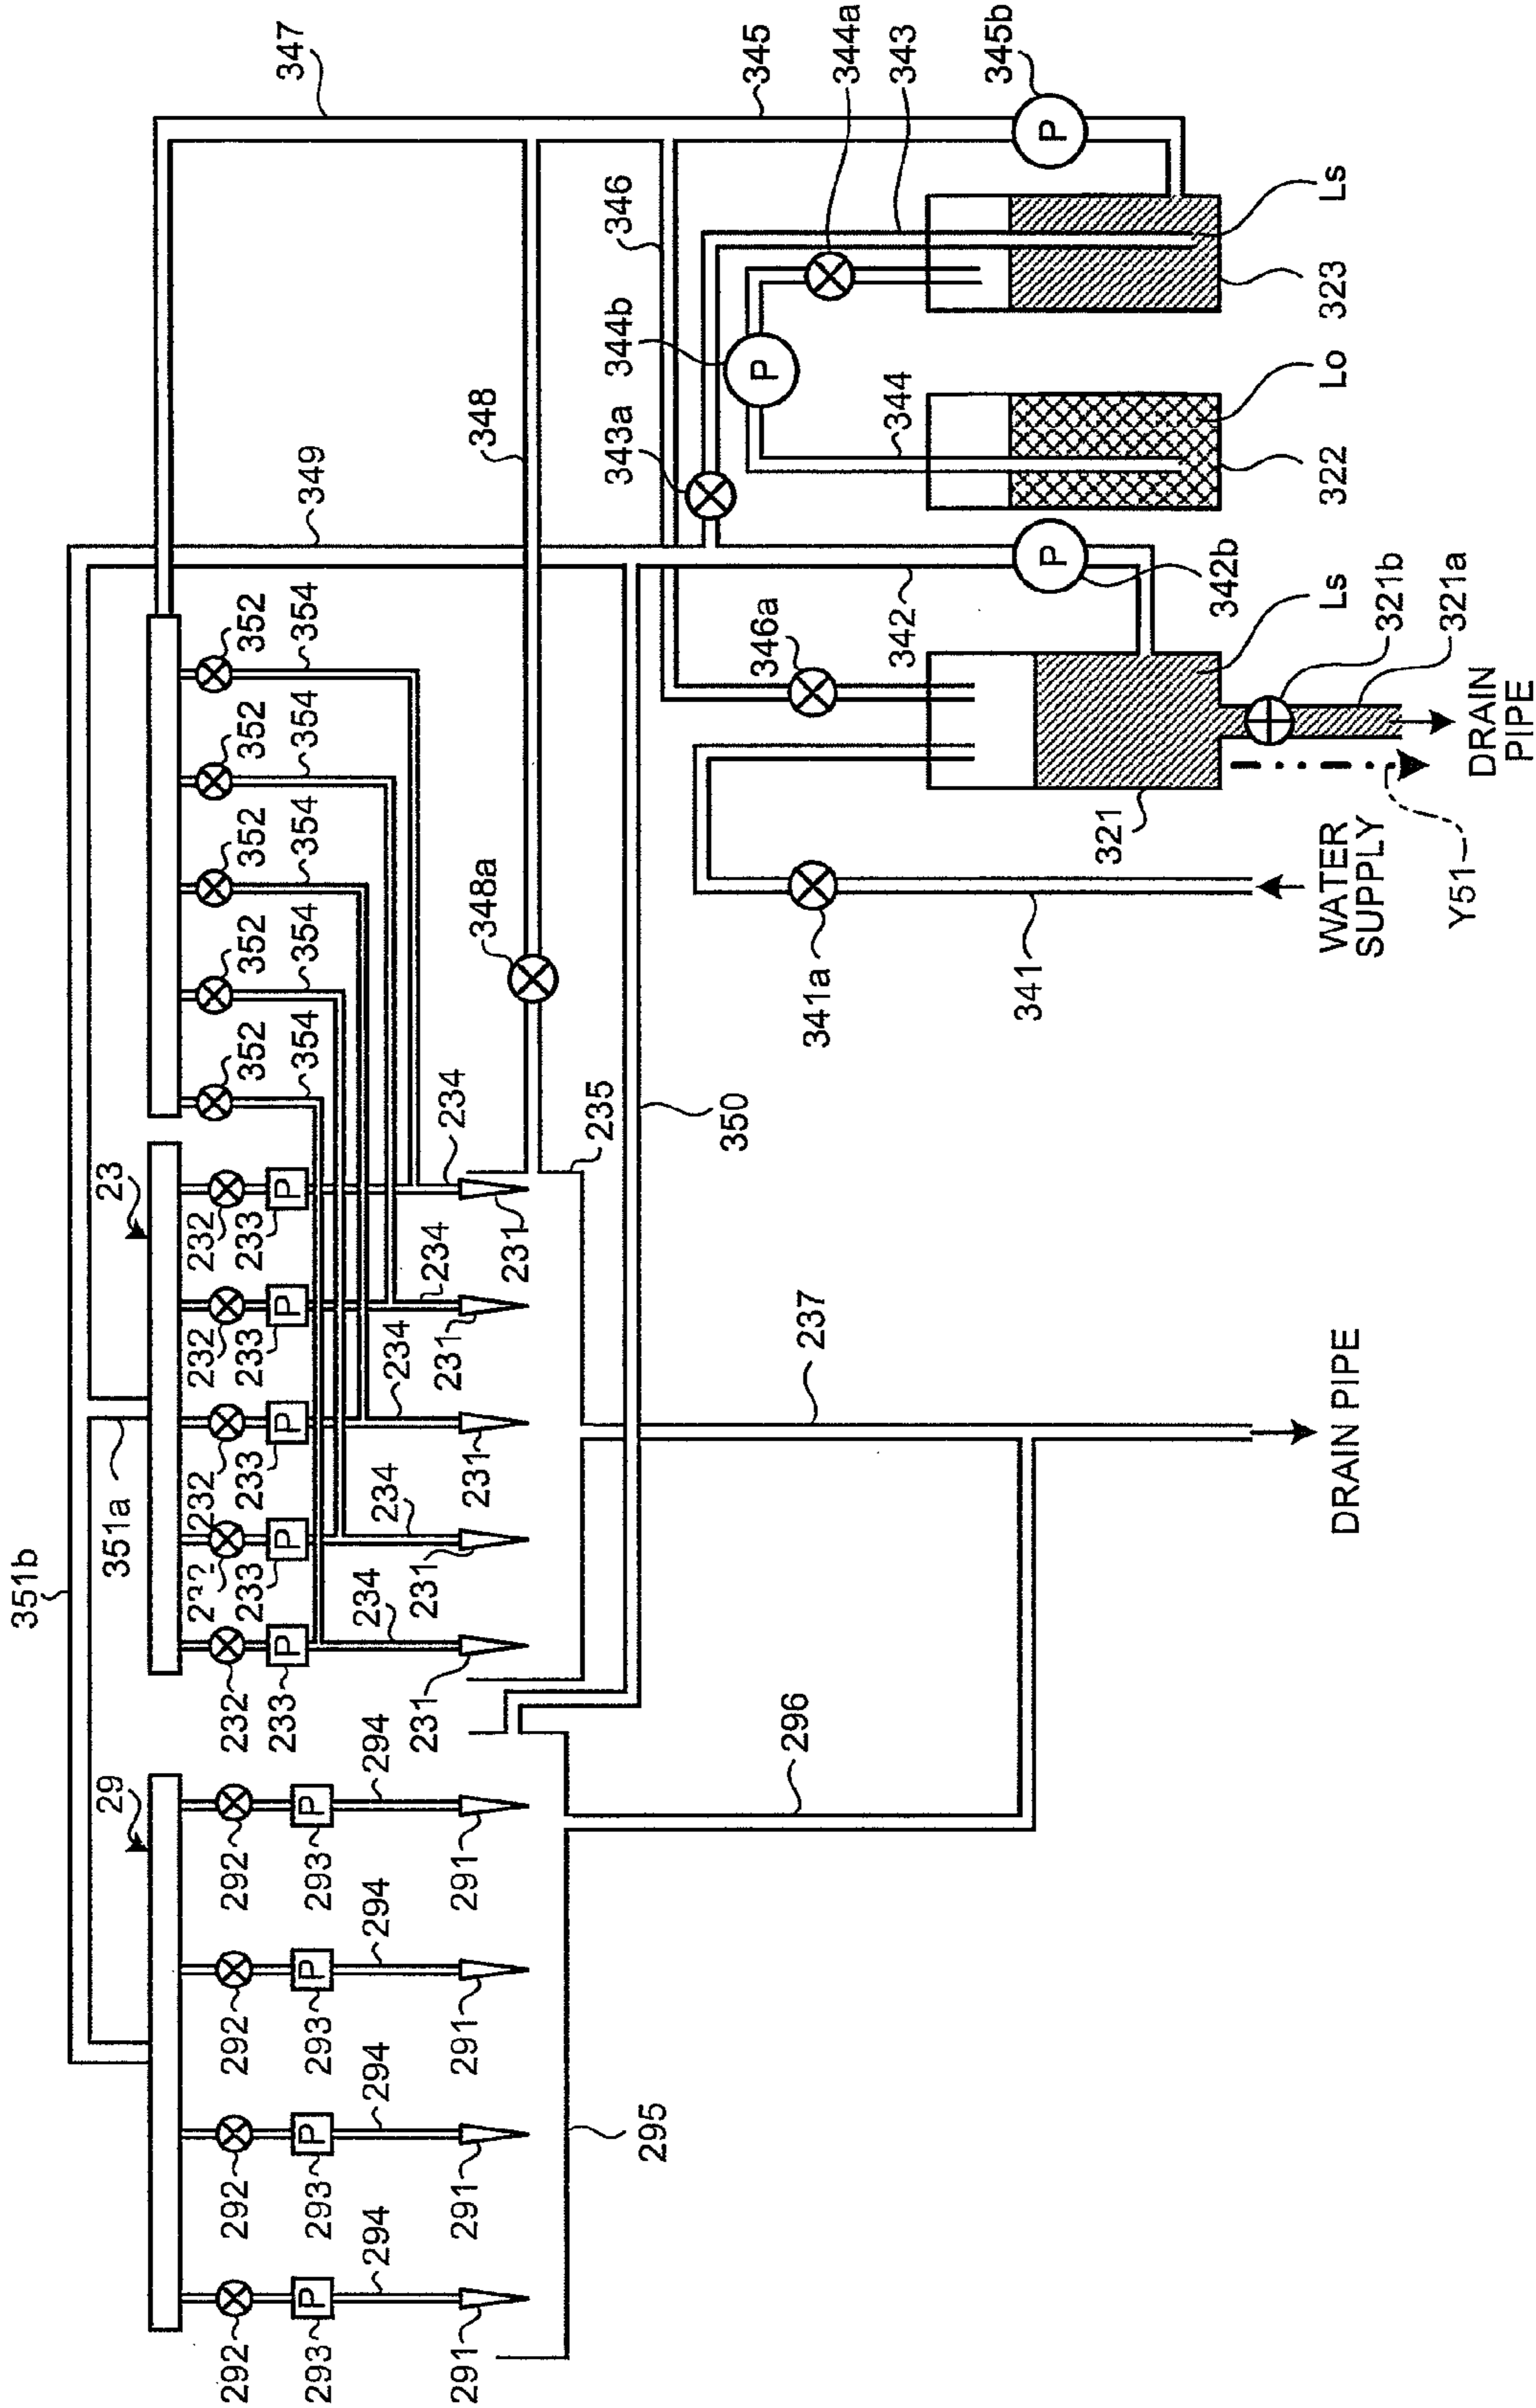 351b
351a
23
29
349
347
352
352
352
352
352
354
354
354
354
354
348
348a
346
345
344a
343
345b
344b
343a
344
346a
342
342b
341a
341
321
322
323
Ls
Lo
Ls
321b
321a
DRAIN
PIPE
WATER
SUPPLY
Y51
232
232
232
232
233
233
233
233
233
234
234
234
234
234
231
231
231
231
231
235
350
237
DRAIN PIPE
296
295
292
292
292
292
293
293
293
293
294
294
294
294
291
291
291
291
P
P
P
P
P
P
P
P
P
P
P
P